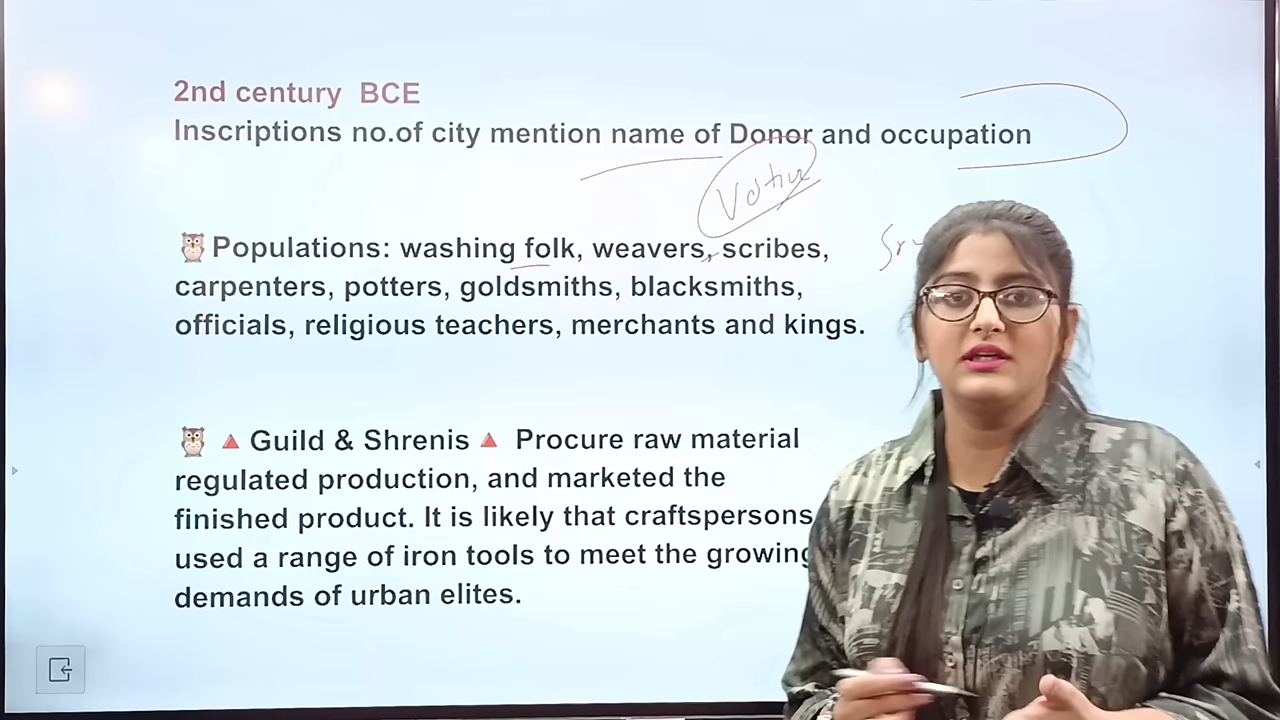 2nd century BCE
Inscriptions no.of city mention name of Donor and occupation
Votive
🦉Populations: washing folk, weavers, scribes,
carpenters, potters, goldsmiths, blacksmiths,
officials, religious teachers, merchants and kings.
🦉 🔺Guild & Shrenis🔺 Procure raw material
regulated production, and marketed the
finished product. It is likely that craftspersons
used a range of iron tools to meet the growing
demands of urban elites.